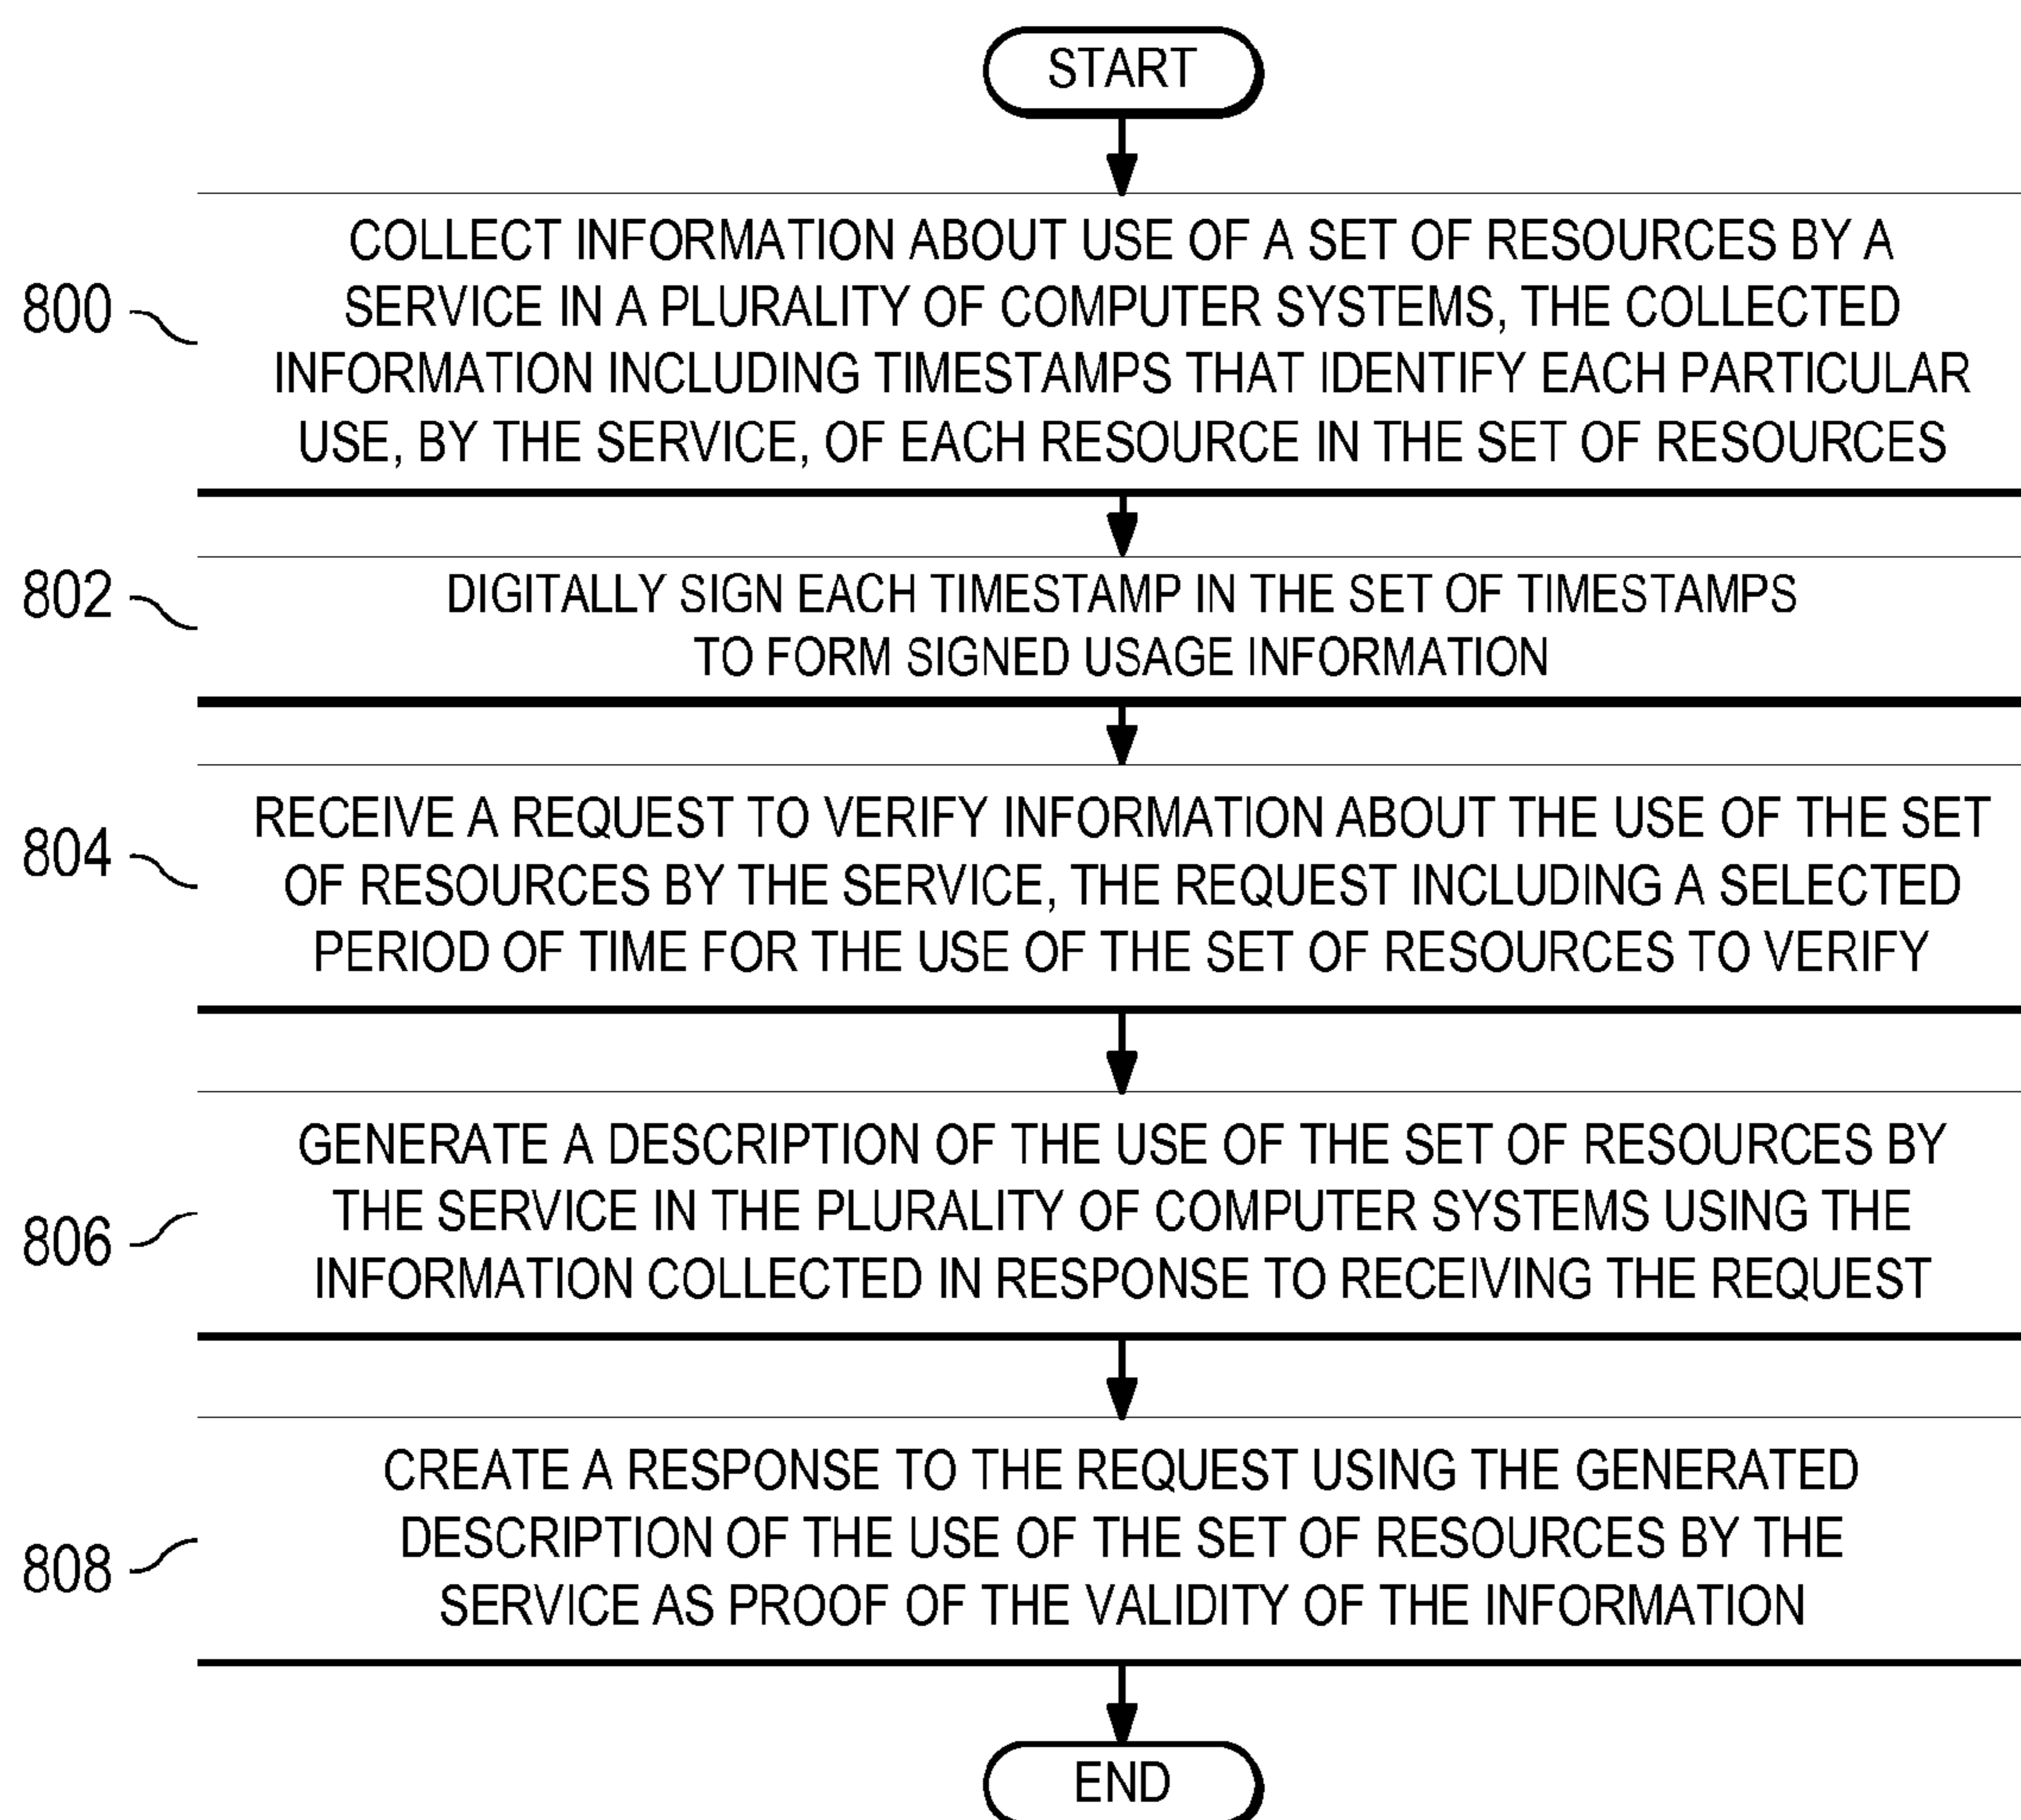 START
COLLECT INFORMATION ABOUT USE OF A SET OF RESOURCES BY A
SERVICE IN A PLURALITY OF COMPUTER SYSTEMS, THE COLLECTED
800
INFORMATION INCLUDING TIMESTAMPS THAT IDENTIFY EACH PARTICULAR
USE, BY THE SERVICE, OF EACH RESOURCE IN THE SET OF RESOURCES
802
DIGITALLY SIGN EACH TIMESTAMP IN THE SET OF TIMESTAMPS
TO FORM SIGNED USAGE INFORMATION
RECEIVE A REQUEST TO VERIFY INFORMATION ABOUT THE USE OF THE SET
804
OF RESOURCES BY THE SERVICE, THE REQUEST INCLUDING A SELECTED
PERIOD OF TIME FOR THE USE OF THE SET OF RESOURCES TO VERIFY
GENERATE A DESCRIPTION OF THE USE OF THE SET OF RESOURCES BY
THE SERVICE IN THE PLURALITY OF COMPUTER SYSTEMS USING THE
806
INFORMATION COLLECTED IN RESPONSE TO RECEIVING THE REQUEST
CREATE A RESPONSE TO THE REQUEST USING THE GENERATED
DESCRIPTION OF THE USE OF THE SET OF RESOURCES BY THE
808
SERVICE AS PROOF OF THE VALIDITY OF THE INFORMATION
END